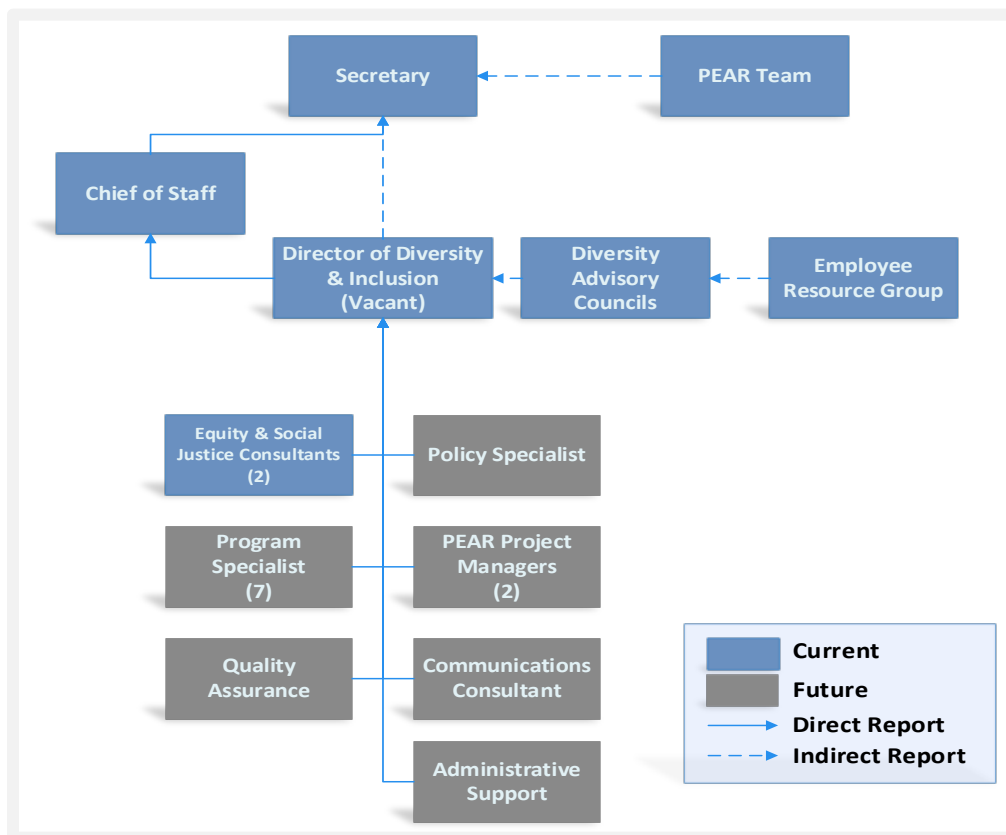 Secretary
PEAR Team
Chief of Staff
Director of Diversity
& Inclusion
(Vacant)
Diversity
Advisory
Councils
Employee
Resource Group
Equity & Social
Justice Consultants
(2)
Policy Specialist
Program
Specialist
(7)
PEAR Project
Managers
(2)
Quality
Assurance
Communications
Consultant
Administrative
Support
Current
Future
Direct Report
Indirect Report